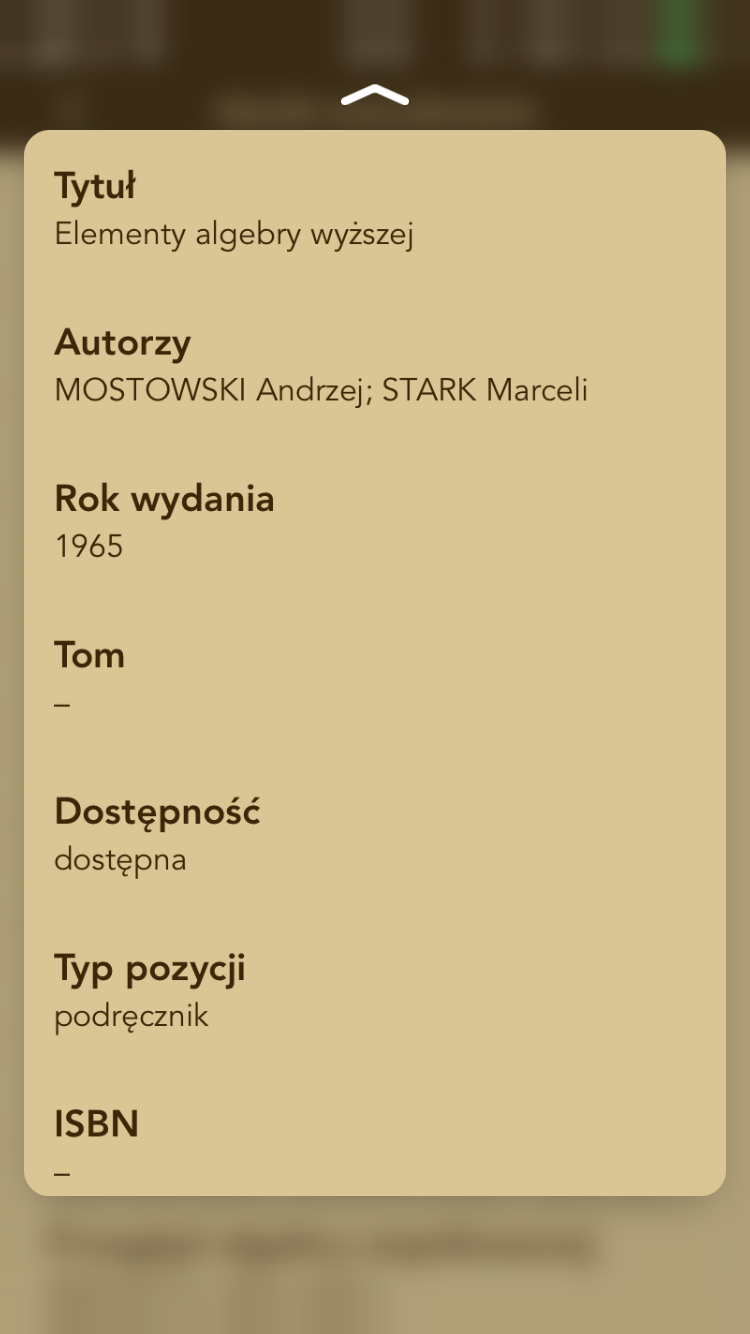 Tytuł
Elementy algebry wyższej
Autorzy
MOSTOWSKI Andrzej; STARK Marceli
Rok wydania
1965
Tom
–
Dostępność
dostępna
Typ pozycji
podręcznik
ISBN
–